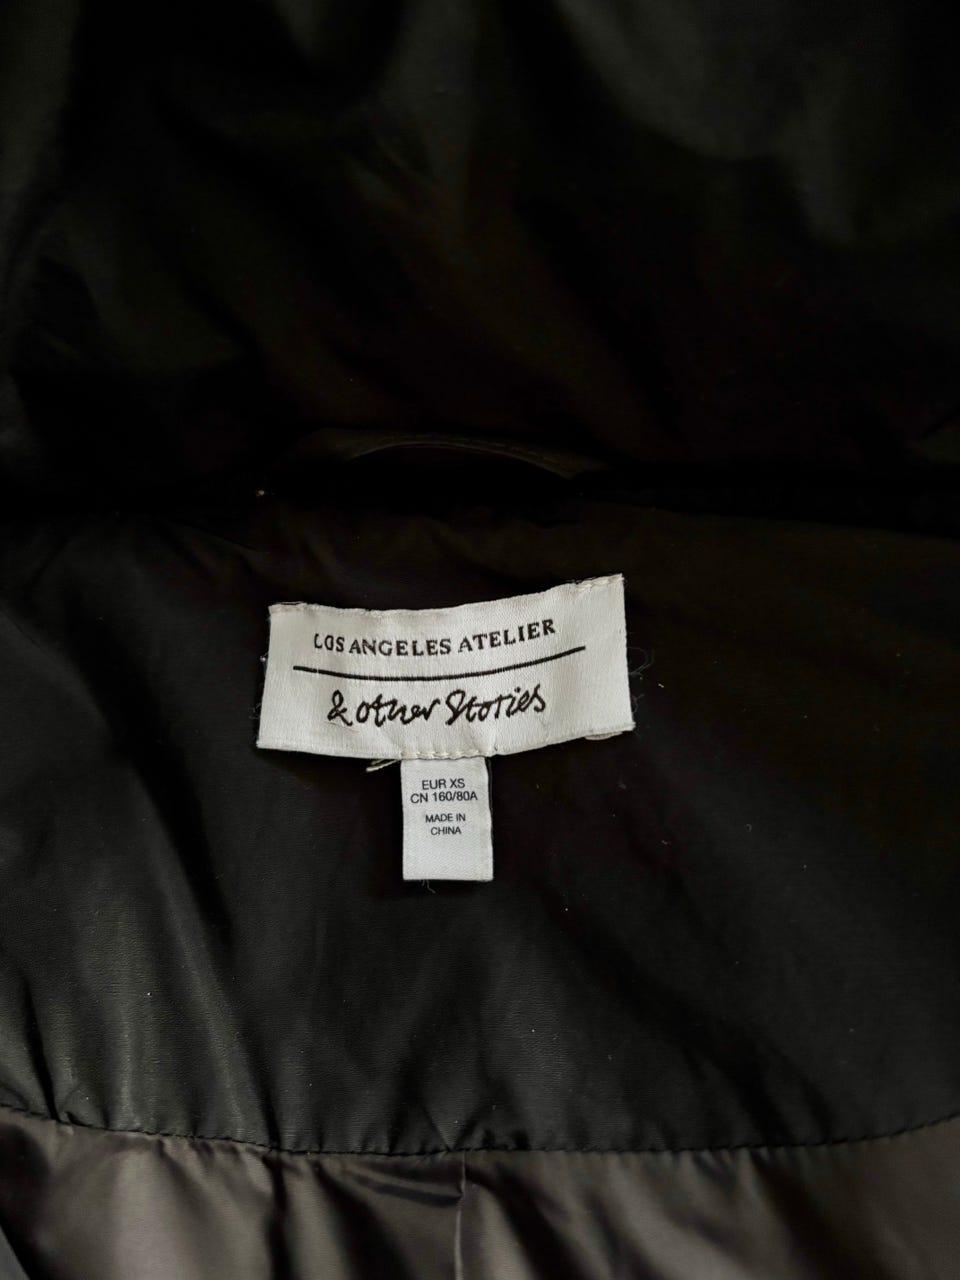 LOS ANGELES ATELIER
& other Stories
EUR XS
CN 160/80A
MADE IN
CHINA